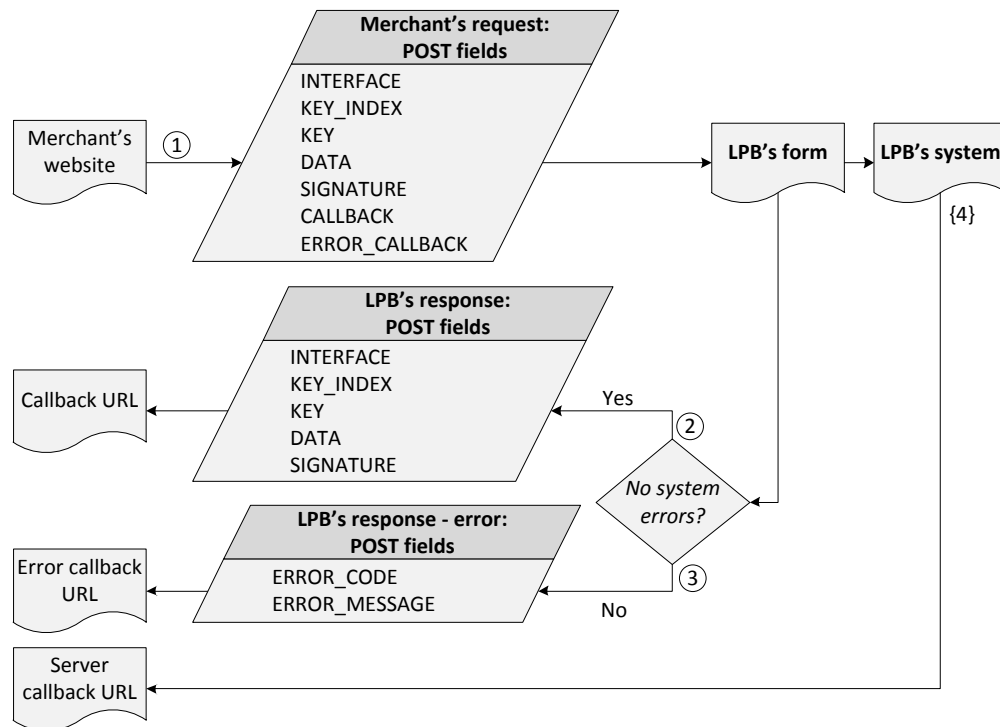 Merchant's request:
POST fields
INTERFACE
KEY_INDEX
KEY
DATA
SIGNATURE
CALLBACK
ERROR_CALLBACK
Merchant's
website
1
LPB's form
LPB's system
{4}
LPB's response:
POST fields
INTERFACE
KEY_INDEX
KEY
DATA
SIGNATURE
Callback URL
Yes
2
No system
errors?
LPB's response - error:
POST fields
ERROR_CODE
ERROR_MESSAGE
Error callback
URL
3
No
Server
callback URL